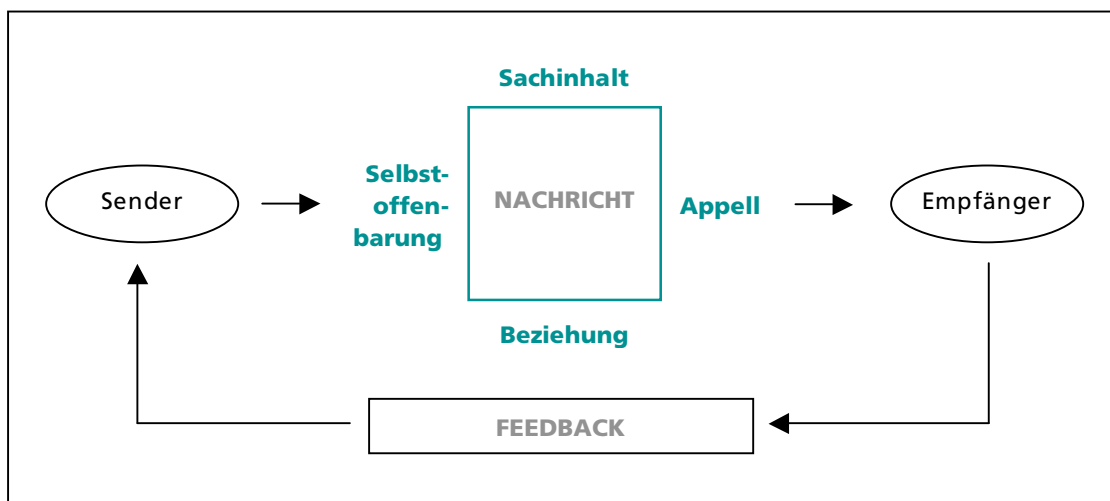 Sachinhalt
Sender
Selbst-
offen-
barung
NACHRICHT
Appell
Empfänger
Beziehung
FEEDBACK